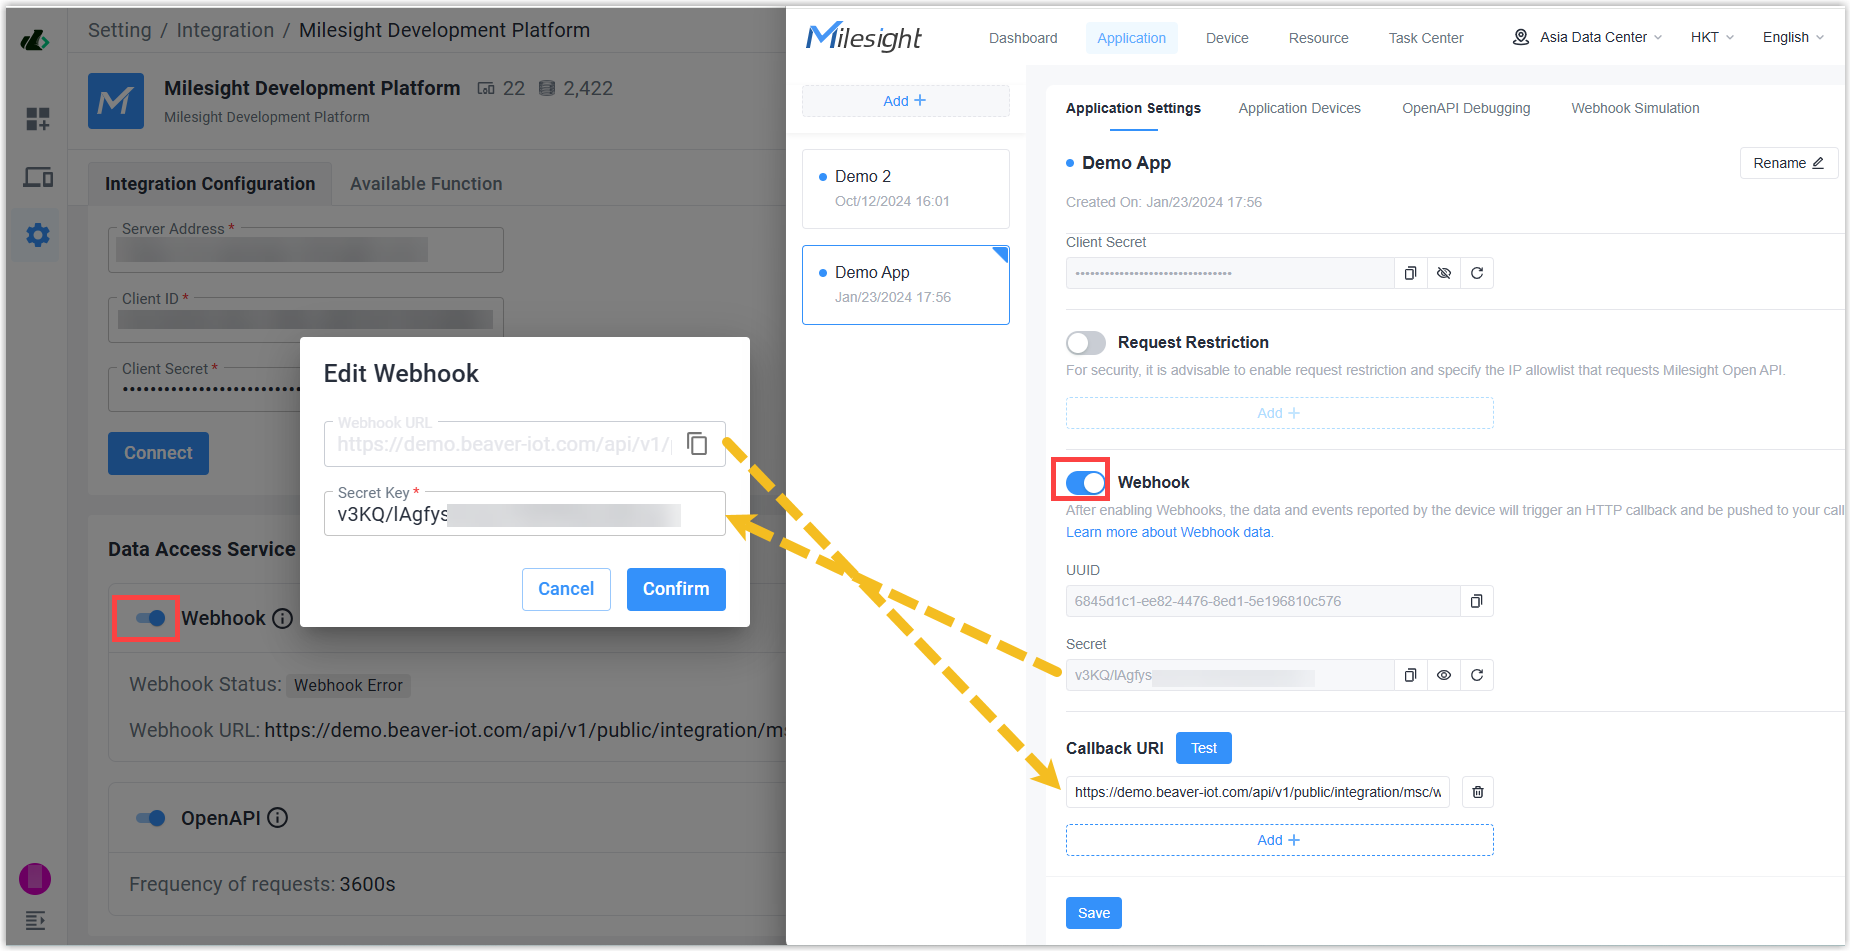 Setting / Integration / Milesight Development Platform
Milesight Development Platform 22 2,422
Milesight Development Platform
Integration Configuration Available Function
Server Address *
Client ID *
Client Secret *
Connect
Data Access Service
Webhook
Webhook Status: Webhook Error
Webhook URL: https://demo.beaver-iot.com/api/v1/public/integration/m
OpenAPI
Frequency of requests: 3600s
Edit Webhook
Webhook URL
https://demo.beaver-iot.com/api/v1/
Secret Key *
v3KQ/lAgfys
Cancel Confirm
Milesight
Dashboard Application Device Resource Task Center Asia Data Center HKT English
Add +
Demo 2
Oct/12/2024 16:01
Demo App
Jan/23/2024 17:56
Application Settings Application Devices OpenAPI Debugging Webhook Simulation
Demo App Rename
Created On: Jan/23/2024 17:56
Client Secret
Request Restriction
For security, it is advisable to enable request restriction and specify the IP allowlist that requests Milesight Open API.
Add +
Webhook
After enabling Webhooks, the data and events reported by the device will trigger an HTTP callback and be pushed to your call
Learn more about Webhook data.
UUID
6845d1c1-ee82-4476-8ed1-5e196810c576
Secret
v3KQ/lAgfys
Callback URI Test
https://demo.beaver-iot.com/api/v1/public/integration/msc/w
Add +
Save